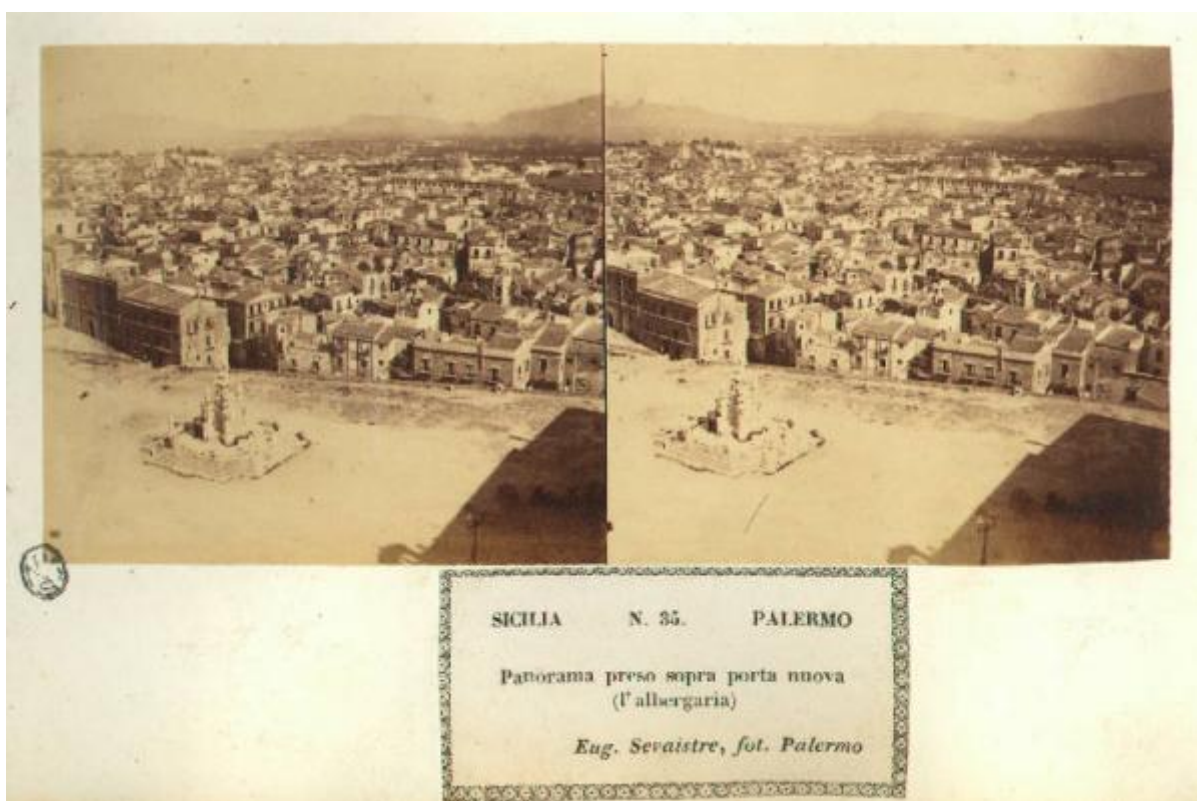 SICILIA N. 35. PALERMO
Panorama preso sopra porta nuova
(l'albergaria)
Eug. Sevaistre, fot. Palermo